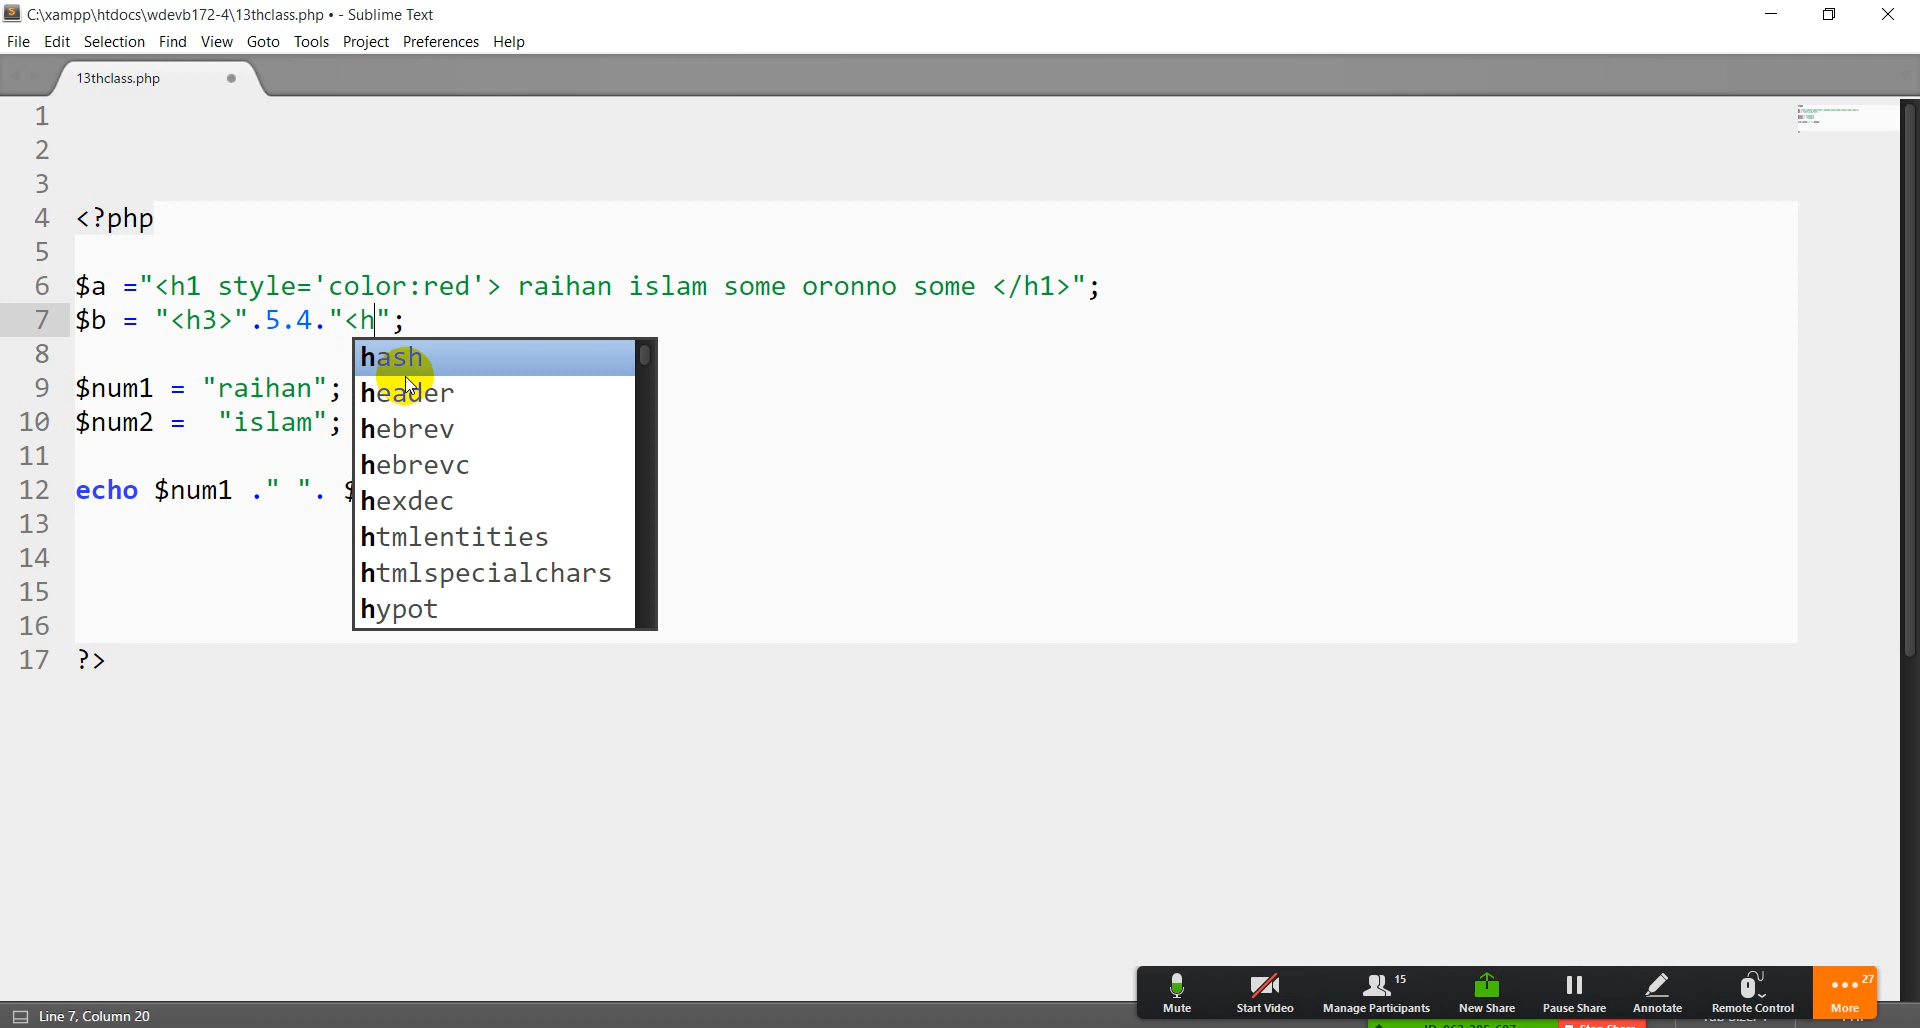 C:\xampp\htdocs\wdevb172-4\13thclass.php • - Sublime Text
File Edit Selection Find View Goto Tools Project Preferences Help
13thclass.php
1
2
3
4 <?php
5
6 $a ="<h1 style='color:red'> raihan islam some oronno some </h1>";
7 $b = "<h3>".5.4."<h";
8
9 $num1 = "raihan";
10 $num2 = "islam";
11
12 echo $num1 ." ". $
13
14
15
16
17 ?>
hash
header
hebrev
hebrevc
hexdec
htmlentities
htmlspecialchars
hypot
15
27
Mute Start Video Manage Participants New Share Pause Share Annotate Remote Control More
Line 7, Column 20